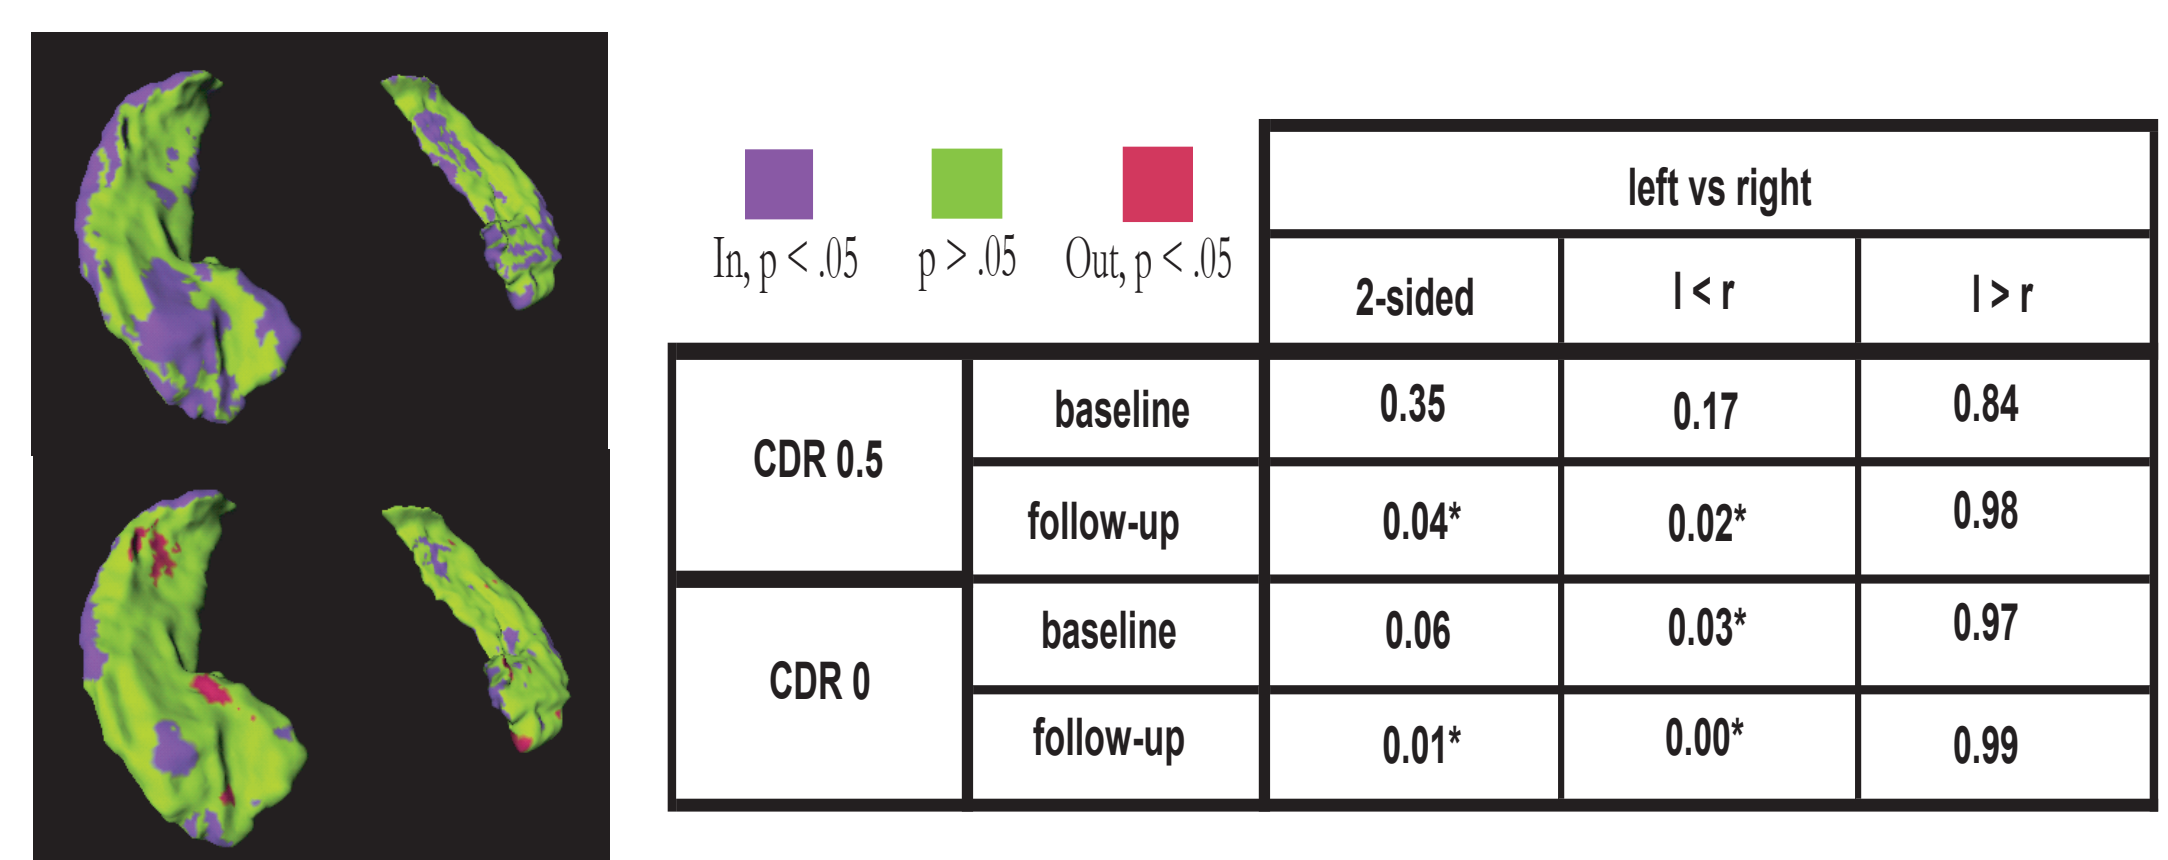 In, p < .05 p > .05 Out, p < .05
left vs right
2-sided l < r l > r
CDR 0.5
baseline 0.35 0.17 0.84
follow-up 0.04* 0.02* 0.98
CDR 0
baseline 0.06 0.03* 0.97
follow-up 0.01* 0.00* 0.99